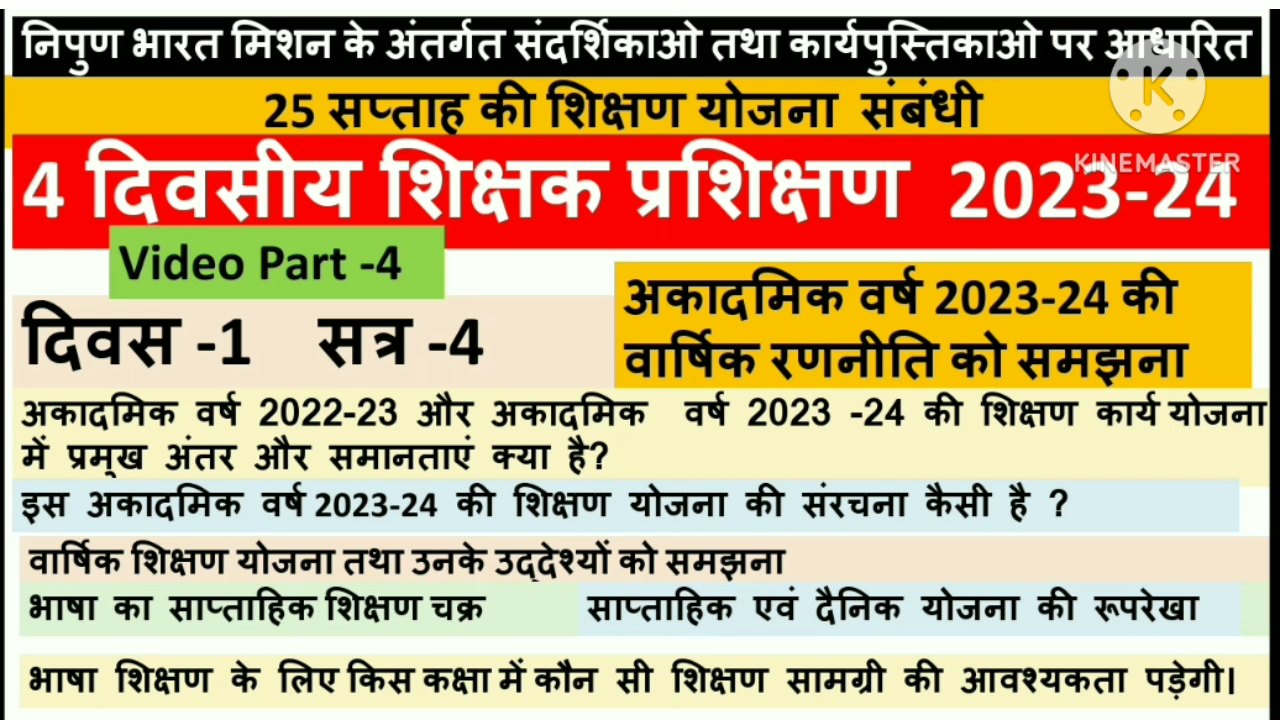 निपुण भारत मिशन के अंतर्गत संदर्शिकाओ तथा कार्यपुस्तिकाओ पर आधारित
25 सप्ताह की शिक्षण योजना संबंधी
K
KINEMASTER
4 दिवसीय शिक्षक प्रशिक्षण 2023-24
Video Part -4
दिवस -1 सत्र -4
अकादमिक वर्ष 2023-24 की
वार्षिक रणनीति को समझना
अकादमिक वर्ष 2022-23 और अकादमिक वर्ष 2023 -24 की शिक्षण कार्य योजना
में प्रमुख अंतर और समानताएं क्या है?
इस अकादमिक वर्ष 2023-24 की शिक्षण योजना की संरचना कैसी है ?
वार्षिक शिक्षण योजना तथा उनके उद्देश्यों को समझना
भाषा का साप्ताहिक शिक्षण चक्र
साप्ताहिक एवं दैनिक योजना की रूपरेखा
भाषा शिक्षण के लिए किस कक्षा में कौन सी शिक्षण सामग्री की आवश्यकता पड़ेगी।